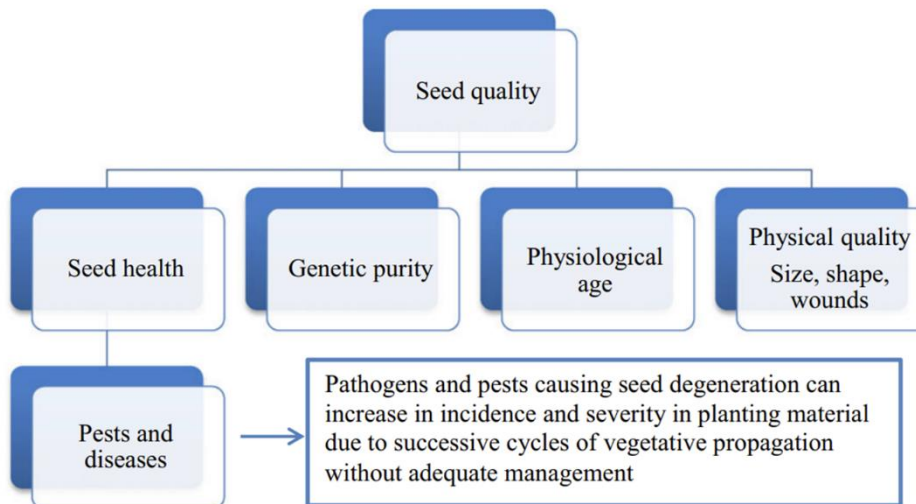 Seed quality
Seed health
Genetic purity
Physiological
age
Physical quality
Size, shape,
wounds
Pests and
diseases
Pathogens and pests causing seed degeneration can
increase in incidence and severity in planting material
due to successive cycles of vegetative propagation
without adequate management